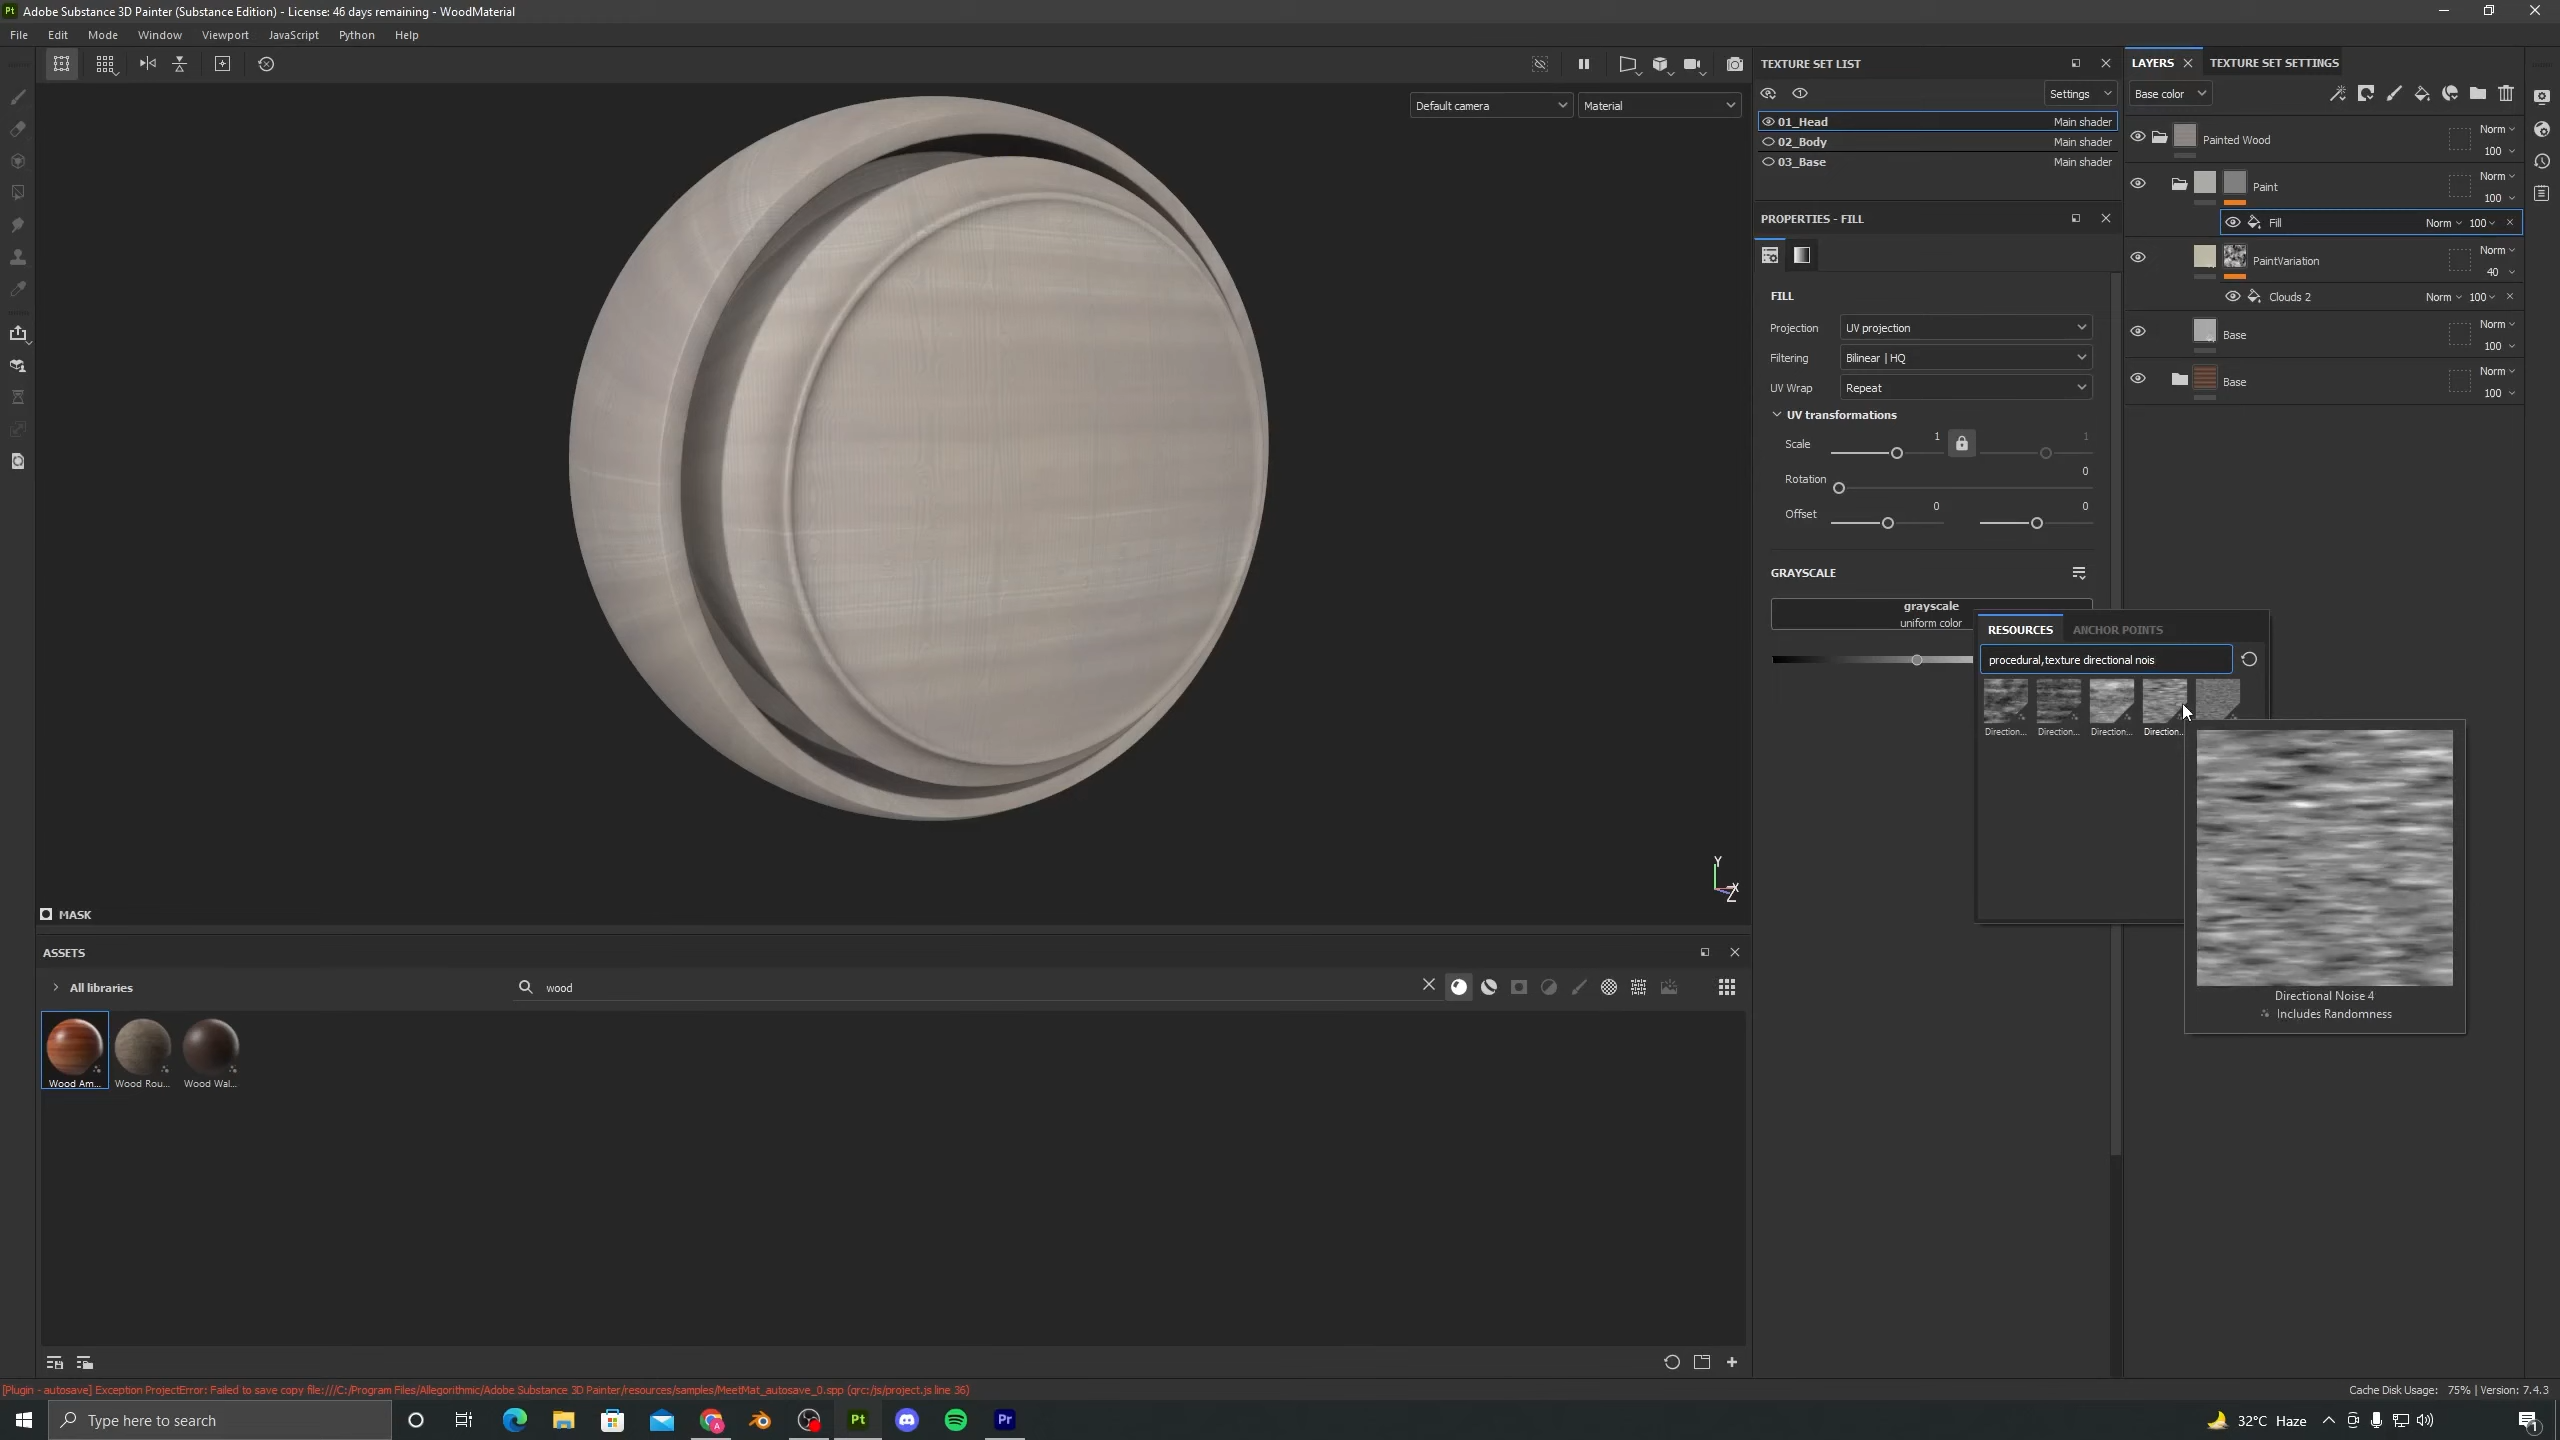 Pt Adobe Substance 3D Painter (Substance Edition) - License: 46 days remaining - WoodMaterial
File Edit Mode Window Viewport JavaScript Python Help
Default camera Material
MASK
ASSETS
All libraries
wood
Wood Am... Wood Rou... Wood Wal...
TEXTURE SET LIST
Settings
01_Head Main shader
02_Body Main shader
03_Base Main shader
PROPERTIES - FILL
FILL
Projection UV projection
Filtering Bilinear | HQ
UV Wrap Repeat
UV transformations
Scale 1 1
Rotation 0
Offset 0 0
GRAYSCALE
grayscale
uniform color
RESOURCES ANCHOR POINTS
procedural,texture directional nois
Direction... Direction... Direction... Direction...
Directional Noise 4
Includes Randomness
LAYERS TEXTURE SET SETTINGS
Base color
Painted Wood Norm 100
Paint Norm 100
Fill Norm 100
PaintVariation Norm 40
Clouds 2 Norm 100
Base Norm 100
Base Norm 100
[Plugin - autosave] Exception ProjectError: Failed to save copy file:///C:/Program Files/Allegorithmic/Adobe Substance 3D Painter/resources/samples/MeetMat_autosave_0.spp (qrc:/js/project.js line 36)
Cache Disk Usage: 75% | Version: 7.4.3
Type here to search
Pt
Pr
32°C Haze
1
X
Y
Z